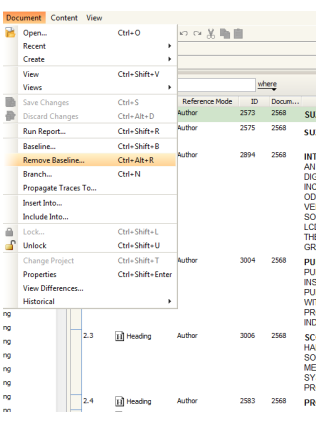 Document Content View
Open... Ctrl+O
Recent
Create
View Ctrl+Shift+V
Views
where
Save Changes Ctrl+S
Reference Mode ID Docum...
Discard Changes Ctrl+Alt+D
Author 2573 2568 SU
Run Report... Ctrl+Shift+R
Author 2575 2568 SU
Baseline... Ctrl+Shift+B
Remove Baseline... Ctrl+Alt+R
Author 2894 2568 INT
AN
Branch... Ctrl+N
DIG
INC
Propagate Traces To...
OD
VE
Insert Into...
SO
Include Into...
LCD
Lock... Ctrl+Shift+L
THE
Unlock Ctrl+Shift+U
GR
Change Project Ctrl+Shift+T
Author 3004 2568 PU
PU
Properties Ctrl+Shift+Enter
INS
View Differences...
PU
WIT
Historical
PR
IND
ng
ng
2.3 Heading Author 3006 2568 SC
ng
HA
SO
ng
ME
ng
SY
ng
PR
ng
2.4 Heading Author 2583 2568 PR
ng